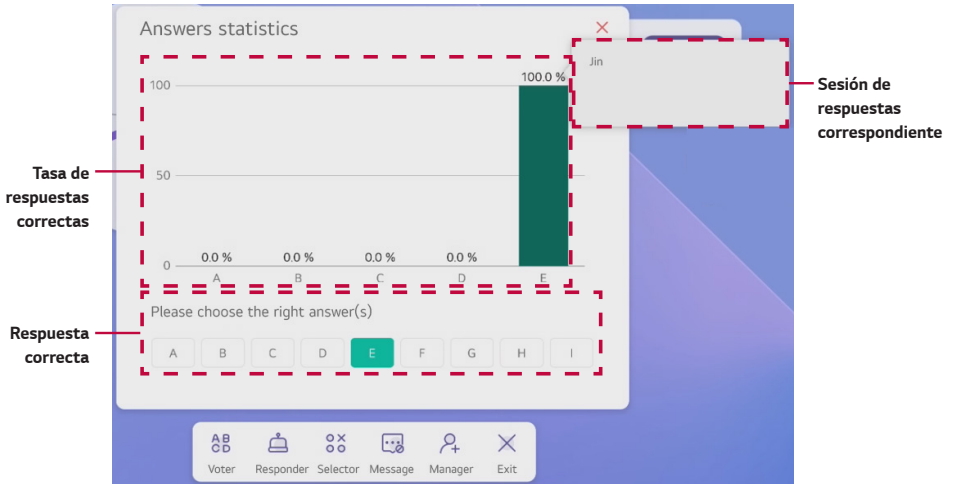 Answers statistics
Jin
100.0 %
100
Sesión de
respuestas
correspondiente
50
Tasa de
respuestas
correctas
0.0 % 0.0 % 0.0 % 0.0 %
0
A B C D E
Please choose the right answer(s)
Respuesta
correcta
A B C D E F G H I
A B
C D
Voter Responder Selector Message Manager Exit